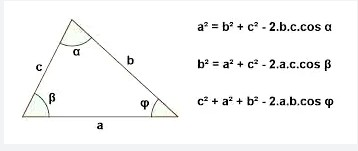 a² = b² + c² - 2.b.c.cos α
b² = a² + c² - 2.a.c.cos β
c² + a² + b² - 2.a.b.cos φ
α
c
b
β
φ
a